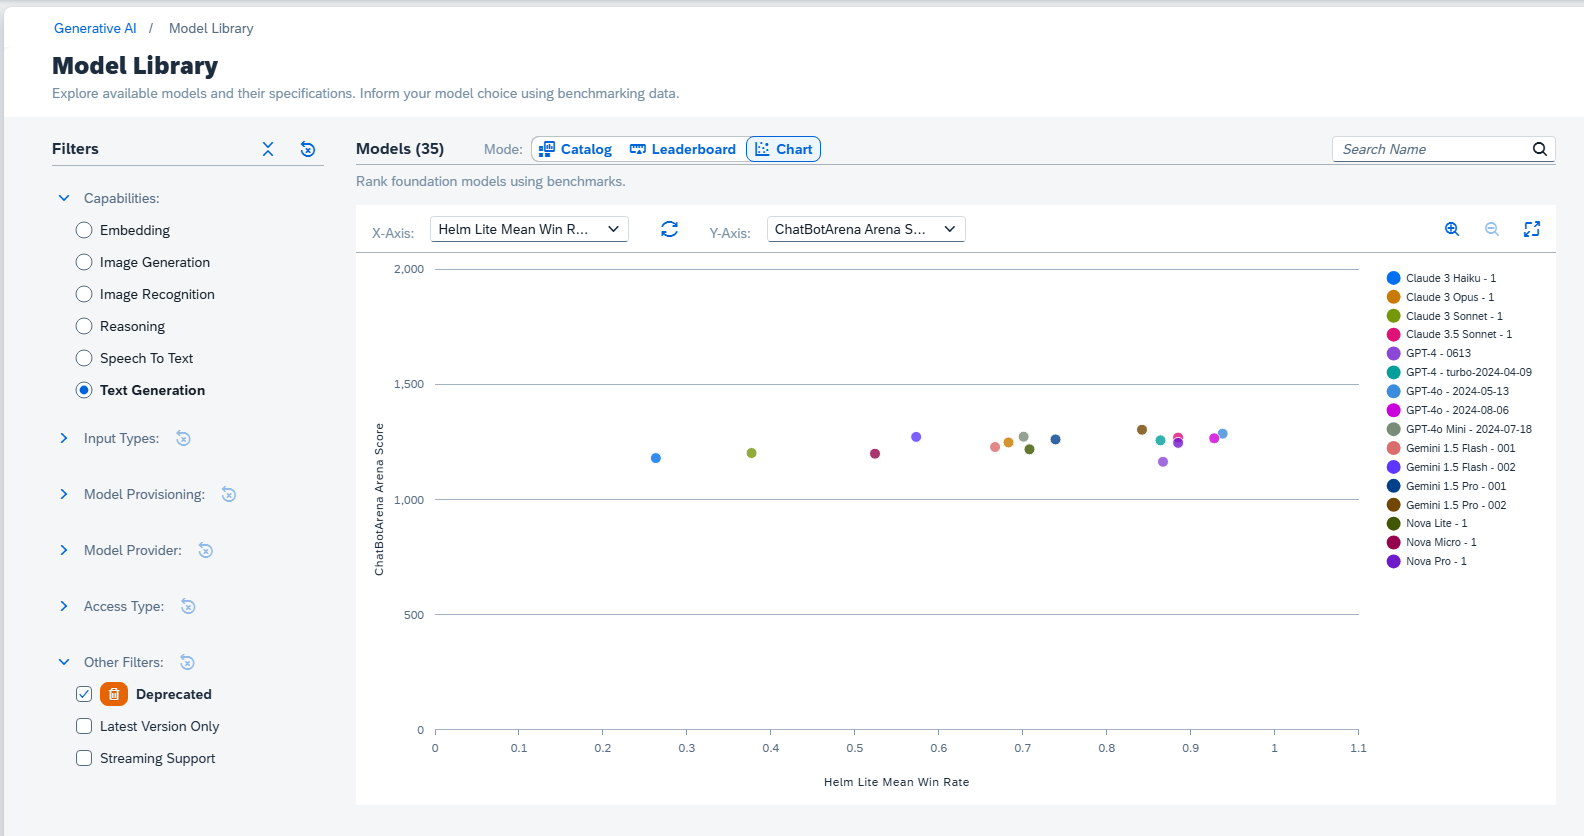 Generative AI / Model Library
Model Library
Explore available models and their specifications. Inform your model choice using benchmarking data.
Filters
Capabilities:
Embedding
Image Generation
Image Recognition
Reasoning
Speech To Text
Text Generation
Input Types:
Model Provisioning:
Model Provider:
Access Type:
Other Filters:
Deprecated
Latest Version Only
Streaming Support
Models (35) Mode: Catalog Leaderboard Chart Search Name
Rank foundation models using benchmarks.
X-Axis: Helm Lite Mean Win R... Y-Axis: ChatBotArena Arena S...
2,000
1,500
1,000
500
0
ChatBotArena Arena Score
0 0.1 0.2 0.3 0.4 0.5 0.6 0.7 0.8 0.9 1 1.1
Helm Lite Mean Win Rate
Claude 3 Haiku - 1
Claude 3 Opus - 1
Claude 3 Sonnet - 1
Claude 3.5 Sonnet - 1
GPT-4 - 0613
GPT-4 - turbo-2024-04-09
GPT-4o - 2024-05-13
GPT-4o - 2024-08-06
GPT-4o Mini - 2024-07-18
Gemini 1.5 Flash - 001
Gemini 1.5 Flash - 002
Gemini 1.5 Pro - 001
Gemini 1.5 Pro - 002
Nova Lite - 1
Nova Micro - 1
Nova Pro - 1